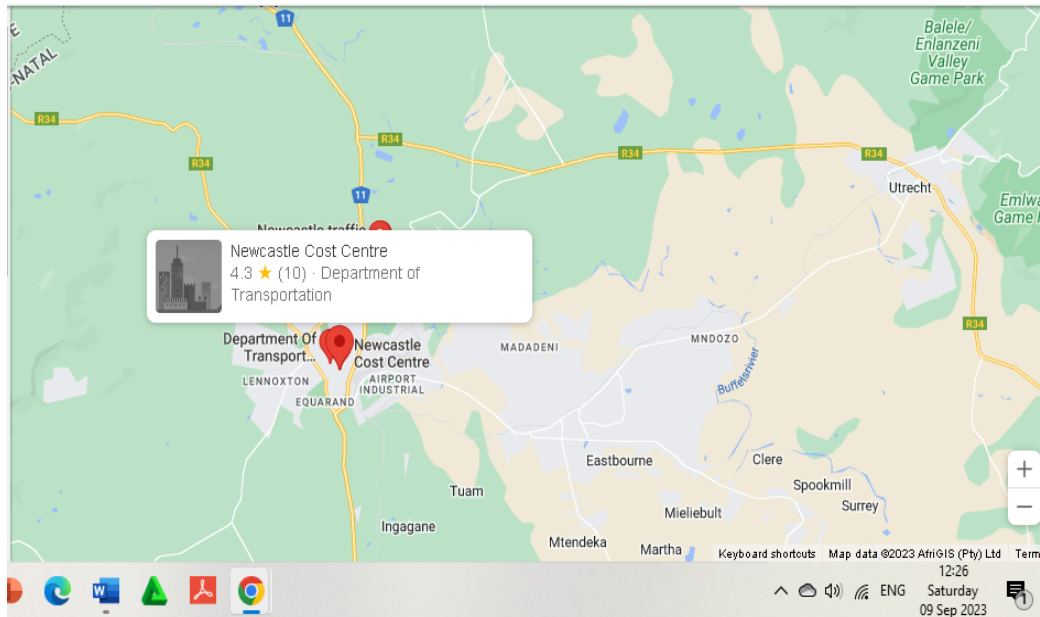 11
E
-NATAL
Balele/
Enlanzeni
Valley
Game Park
R34
R34
R34
R34
R34
11
Utrecht
Newcastle traffic
Newcastle Cost Centre
4.3 ★ (10) · Department of
Transportation
Department Of
Transport...
Newcastle
Cost Centre
MADADENI
MNDOZO
R34
LENNOXTON
AIRPORT
INDUSTRIAL
EQUARAND
Buffelsrivier
Eastbourne
Clere
Spookmill
Surrey
Tuam
Mieliebult
Ingagane
Mtendeka
Martha
+
−
Keyboard shortcuts Map data ©2023 AfriGIS (Pty) Ltd Term
ENG
12:26
Saturday
09 Sep 2023
1